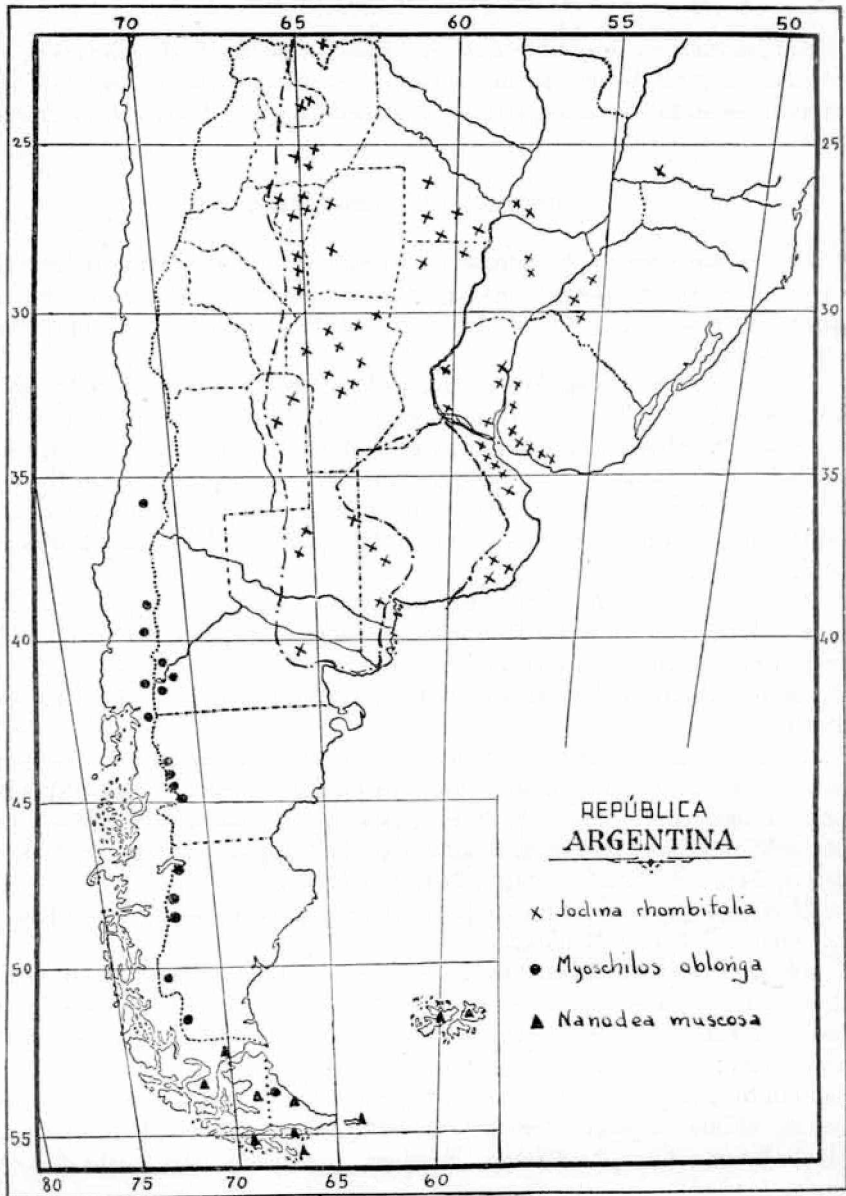 70 65 60 55 50
25 25
30 30
35 35
40 40
45
50
55
80 75 70 65 60
REPÚBLICA
ARGENTINA
x Jodina rhombifolia
● Myoschilos oblonga
▲ Nanodea muscosa